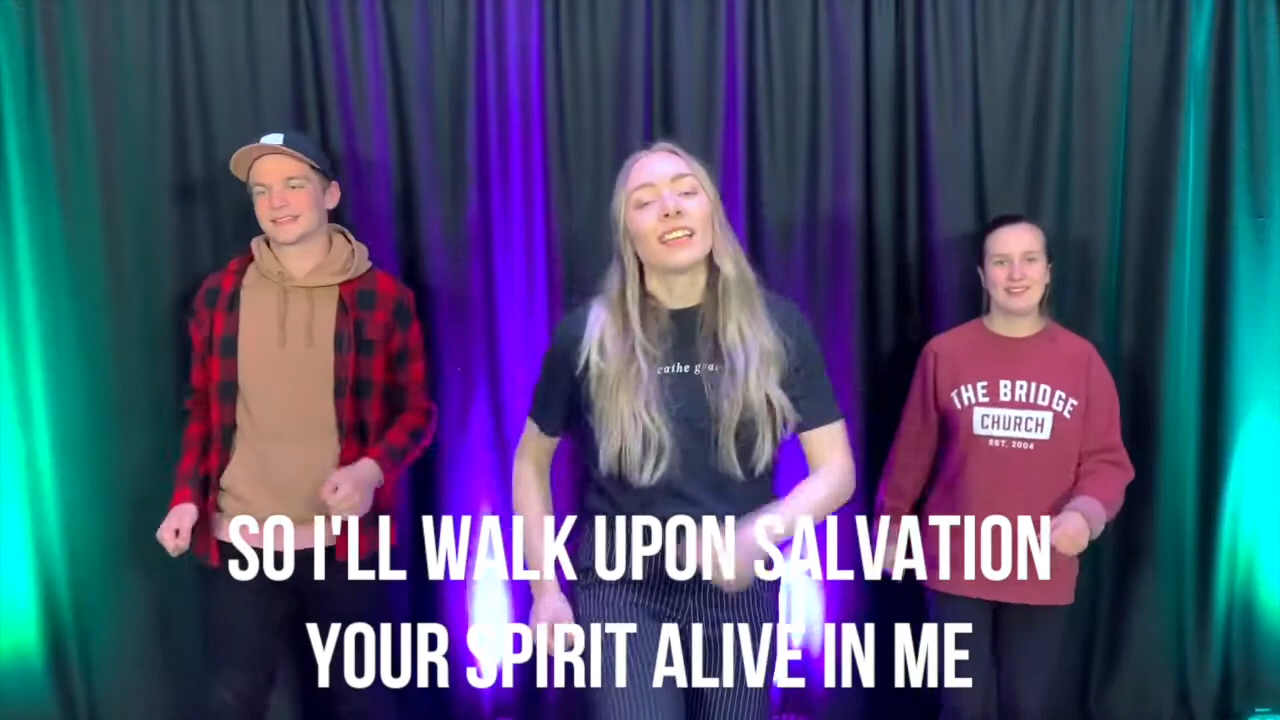 THE BRIDGE
CHURCH
EST. 2004
SO I'LL WALK UPON SALVATION
YOUR SPIRIT ALIVE IN ME